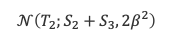 𝒩(T₂; S₂ + S₃, 2β²)